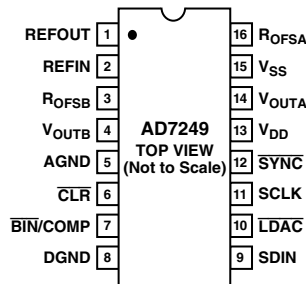 REFOUT 1
REFIN 2
ROFSB 3
VOUTB 4
AGND 5
CLR 6
BIN/COMP 7
DGND 8
AD7249
TOP VIEW
(Not to Scale)
16 ROFSA
15 VSS
14 VOUTA
13 VDD
12 SYNC
11 SCLK
10 LDAC
9 SDIN